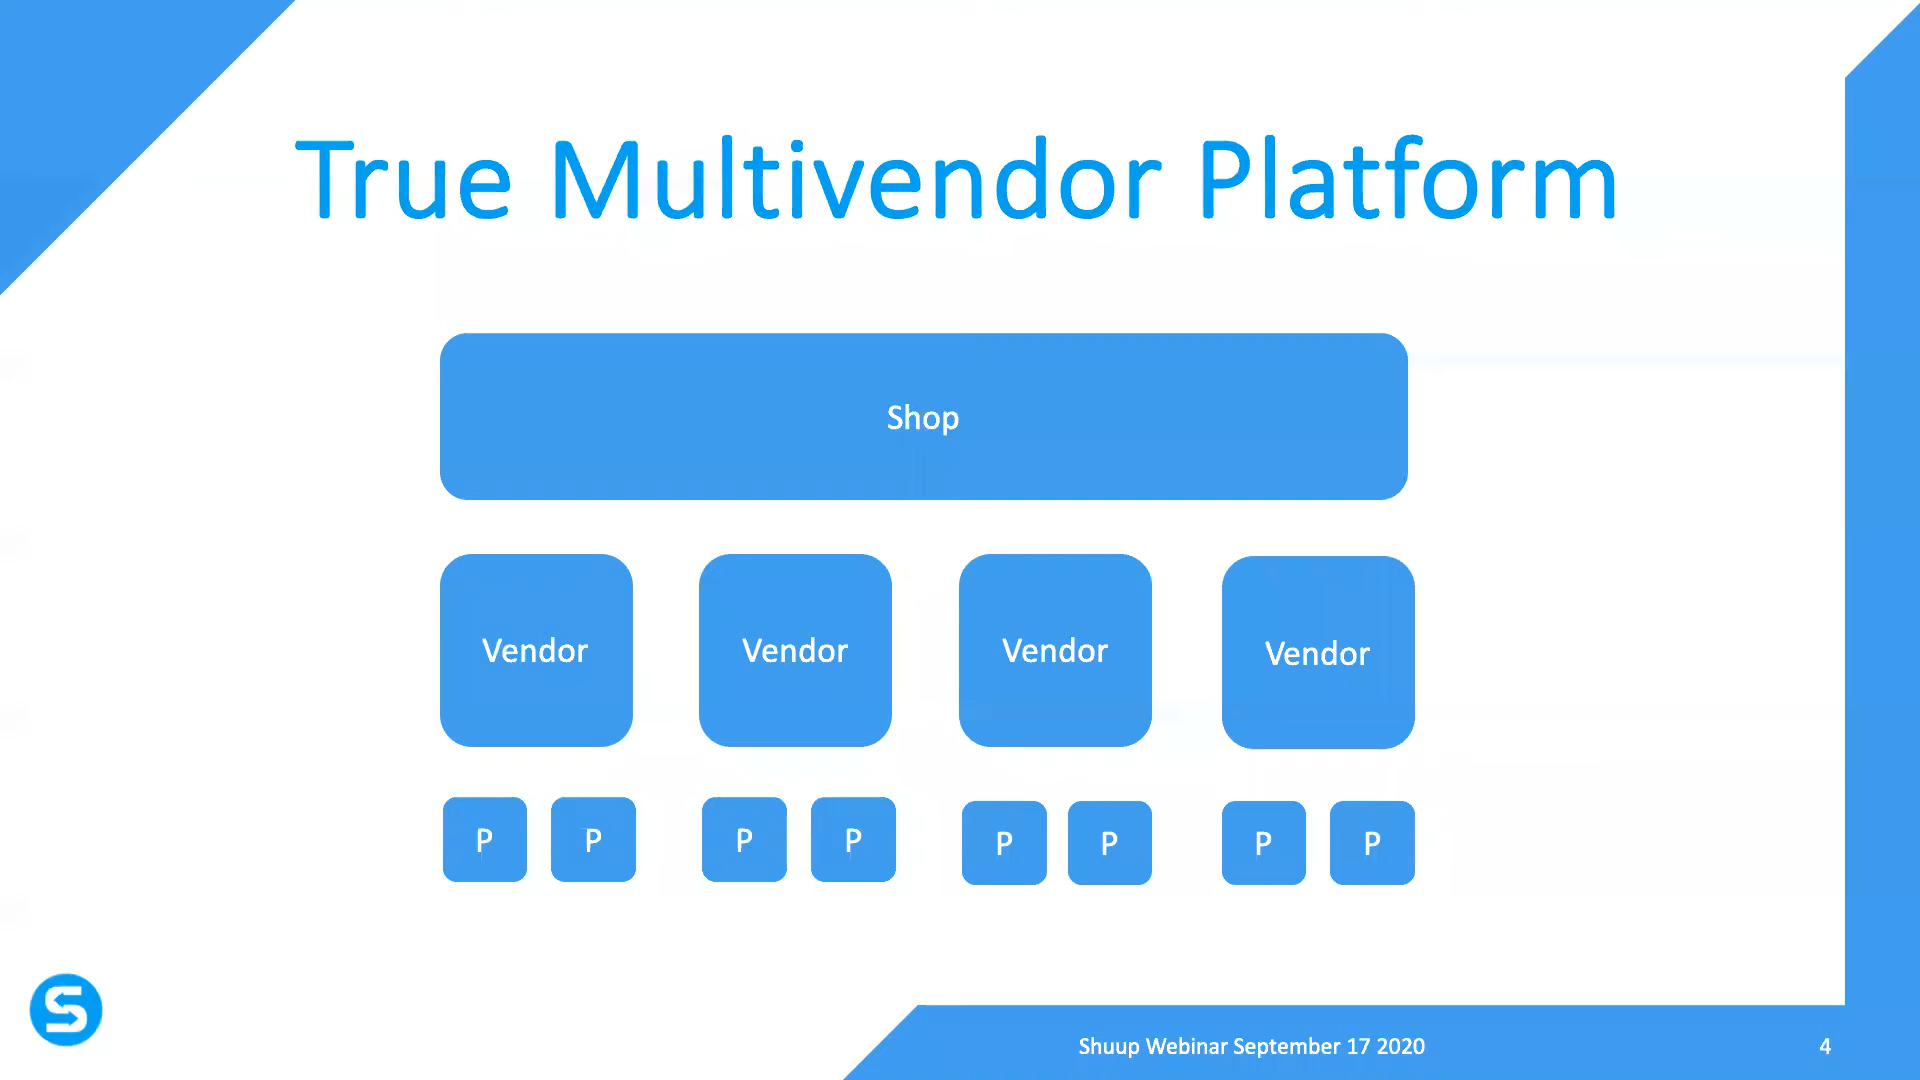 True Multivendor Platform
Shop
Vendor Vendor Vendor Vendor
P P P P P P P P
S
Shuup Webinar September 17 2020 4